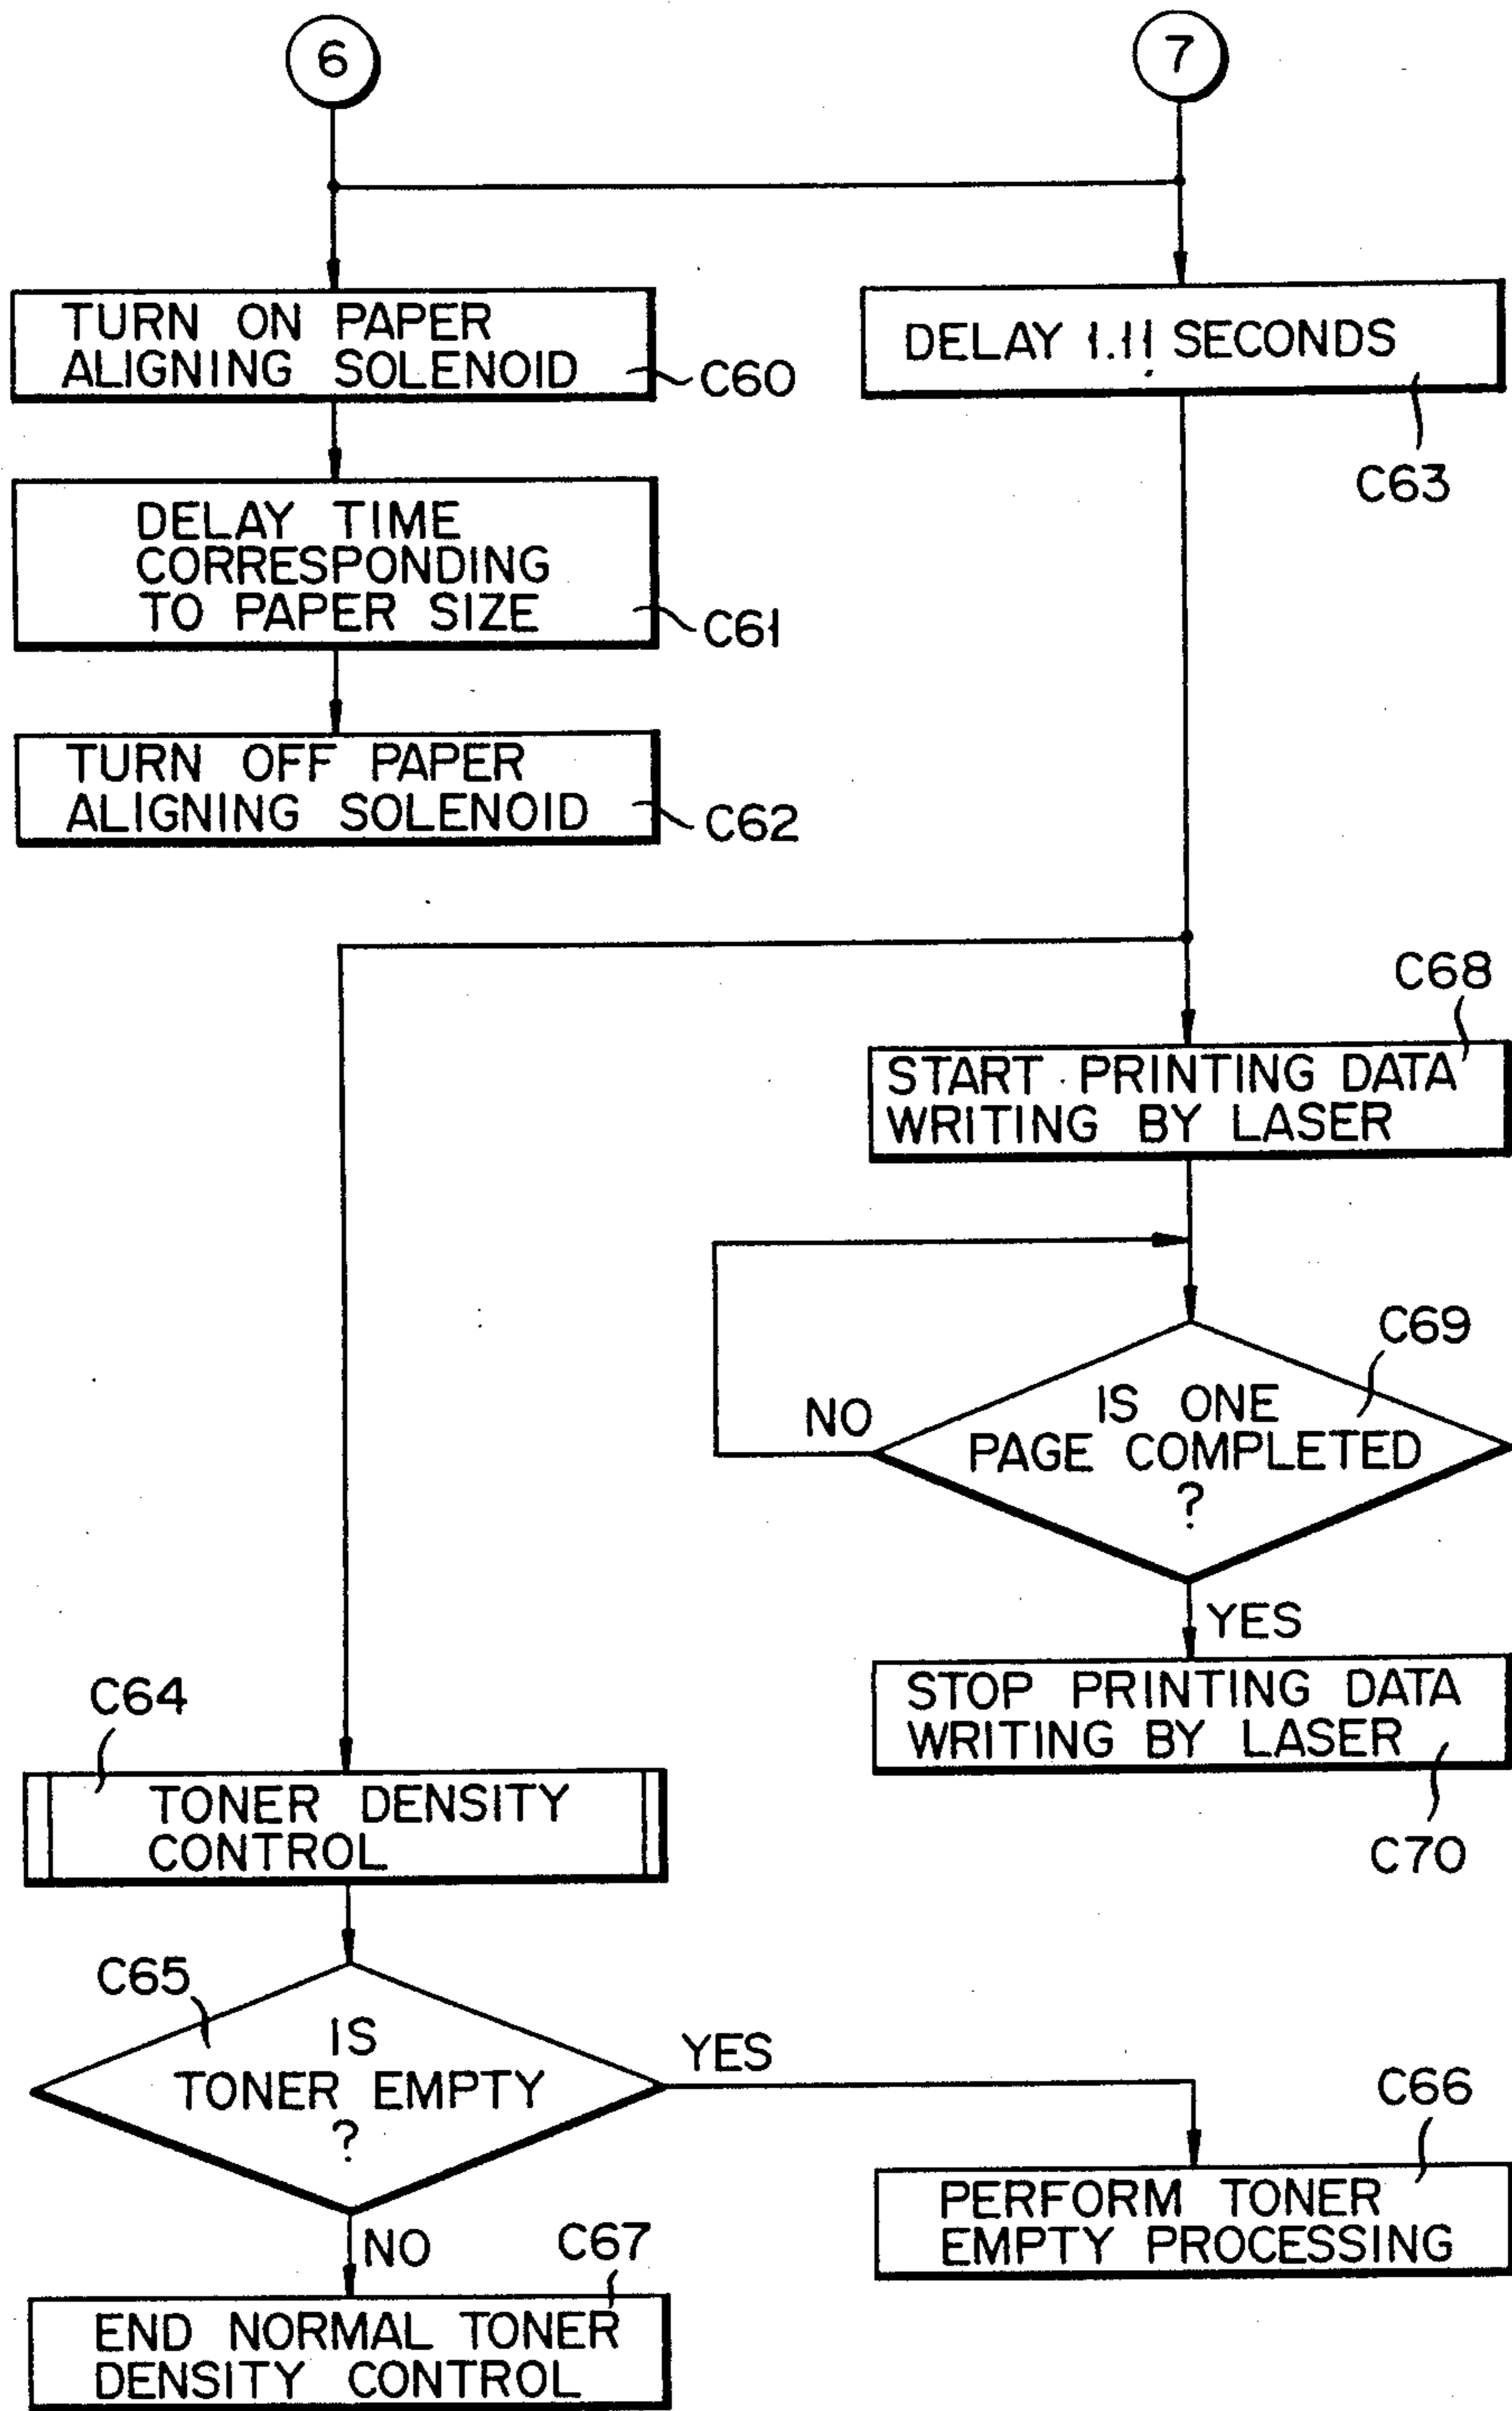 6
7
TURN ON PAPER
ALIGNING SOLENOID
C60
DELAY 1.11 SECONDS
C63
DELAY TIME
CORRESPONDING
TO PAPER SIZE
C61
TURN OFF PAPER
ALIGNING SOLENOID
C62
C68
START PRINTING DATA
WRITING BY LASER
C69
NO
IS ONE
PAGE COMPLETED
?
YES
STOP PRINTING DATA
WRITING BY LASER
C70
C64
TONER DENSITY
CONTROL
C65
IS
TONER EMPTY
?
YES
C66
PERFORM TONER
EMPTY PROCESSING
NO
C67
END NORMAL TONER
DENSITY CONTROL